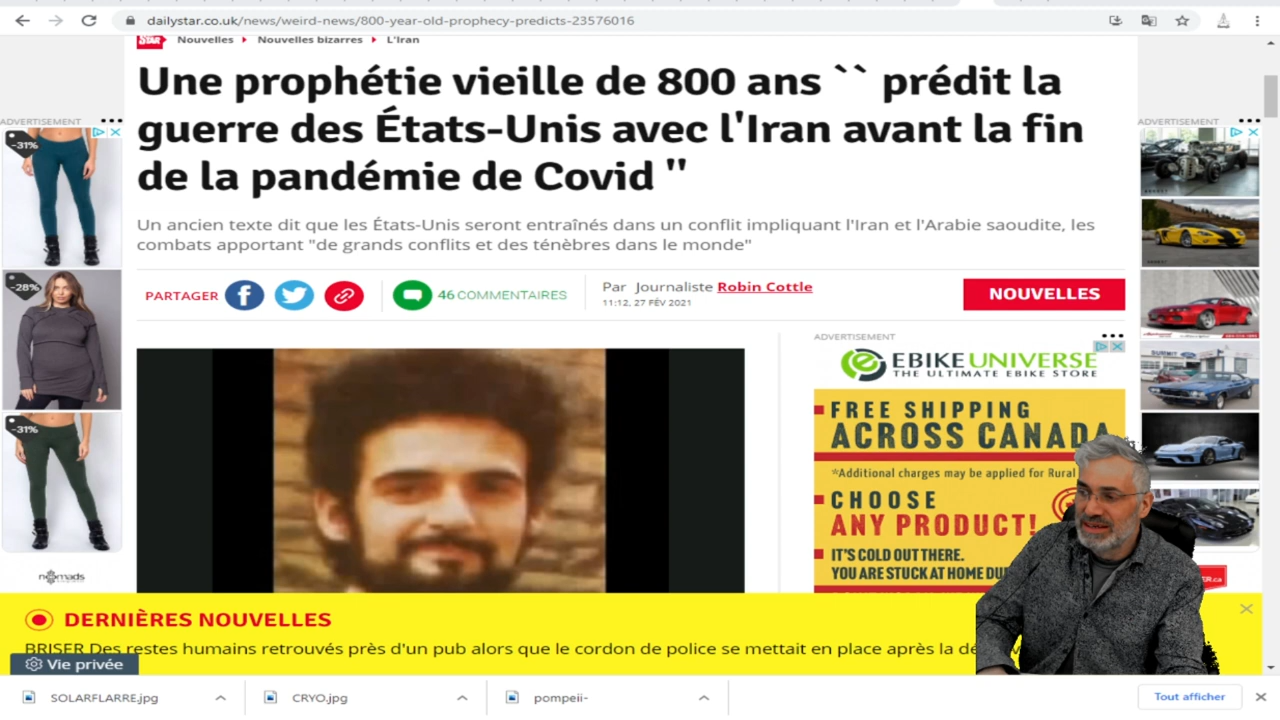 dailystar.co.uk/news/weird-news/800-year-old-prophecy-predicts-23576016
STAR Nouvelles Nouvelles bizarres L'Iran
Une prophétie vieille de 800 ans `` prédit la
guerre des États-Unis avec l'Iran avant la fin
de la pandémie de Covid ''
Un ancien texte dit que les États-Unis seront entraînés dans un conflit impliquant l'Iran et l'Arabie saoudite, les
combats apportant "de grands conflits et des ténèbres dans le monde"
PARTAGER
46 COMMENTAIRES
Par Journaliste Robin Cottle
11:12, 27 FÉV 2021
NOUVELLES
ADVERTISEMENT
-31%
-28%
-31%
nomads
ADVERTISEMENT
EBIKE UNIVERSE
THE ULTIMATE EBIKE STORE
FREE SHIPPING
ACROSS CANADA
*Additional charges may be applied for Rural
CHOOSE
ANY PRODUCT!
IT'S COLD OUT THERE.
YOU ARE STUCK AT HOME
ADVERTISEMENT
DERNIÈRES NOUVELLES
BRISER Des restes humains retrouvés près d'un pub alors que le cordon de police se mettait en place après la
Vie privée
SOLARFLARRE.jpg
CRYO.jpg
pompeii-
Tout afficher